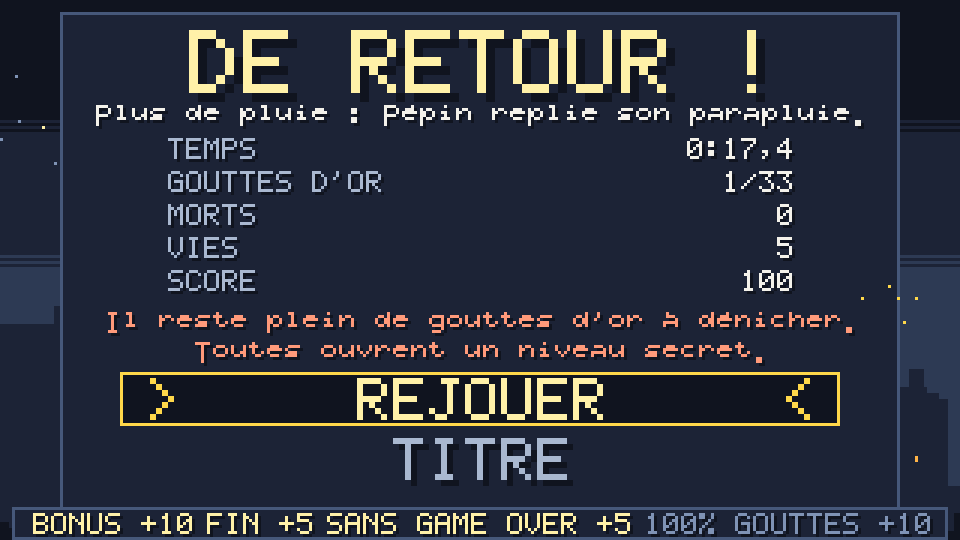 DE RETOUR !
Plus de pluie : Pépin replie son parapluie.
TEMPS 0:17,4
GOUTTES D'OR 1/33
MORTS 0
VIES 5
SCORE 100
Il reste plein de gouttes d'or à dénicher.
Toutes ouvrent un niveau secret.
> REJOUER <
TITRE
BONUS +10 FIN +5 SANS GAME OVER +5 100% GOUTTES +10